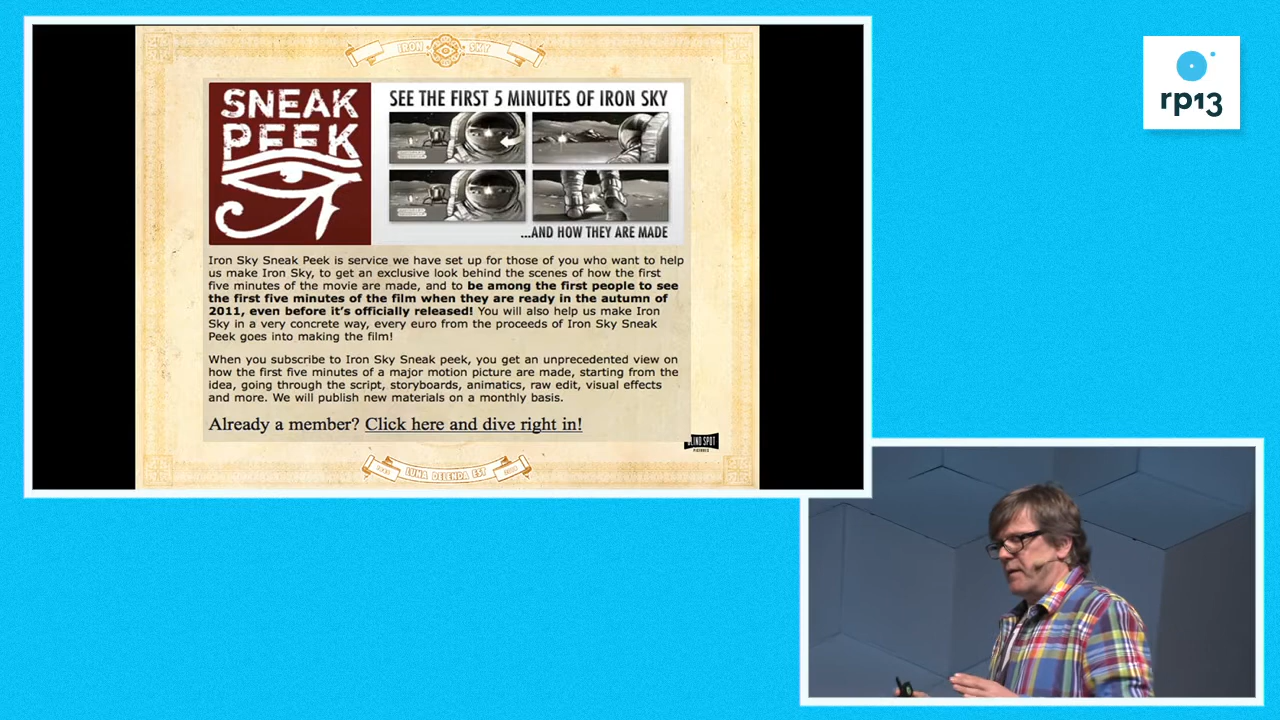 IRON SKY
SNEAK
PEEK
SEE THE FIRST 5 MINUTES OF IRON SKY
...AND HOW THEY ARE MADE
Iron Sky Sneak Peek is service we have set up for those of you who want to help
us make Iron Sky, to get an exclusive look behind the scenes of how the first
five minutes of the movie are made, and to be among the first people to see
the first five minutes of the film when they are ready in the autumn of
2011, even before it's officially released! You will also help us make Iron
Sky in a very concrete way, every euro from the proceeds of Iron Sky Sneak
Peek goes into making the film!
When you subscribe to Iron Sky Sneak peek, you get an unprecedented view on
how the first five minutes of a major motion picture are made, starting from the
idea, going through the script, storyboards, animatics, raw edit, visual effects
and more. We will publish new materials on a monthly basis.
Already a member? Click here and dive right in!
BLIND SPOT
PICTURES
LUNA DELENDA EST
rp13